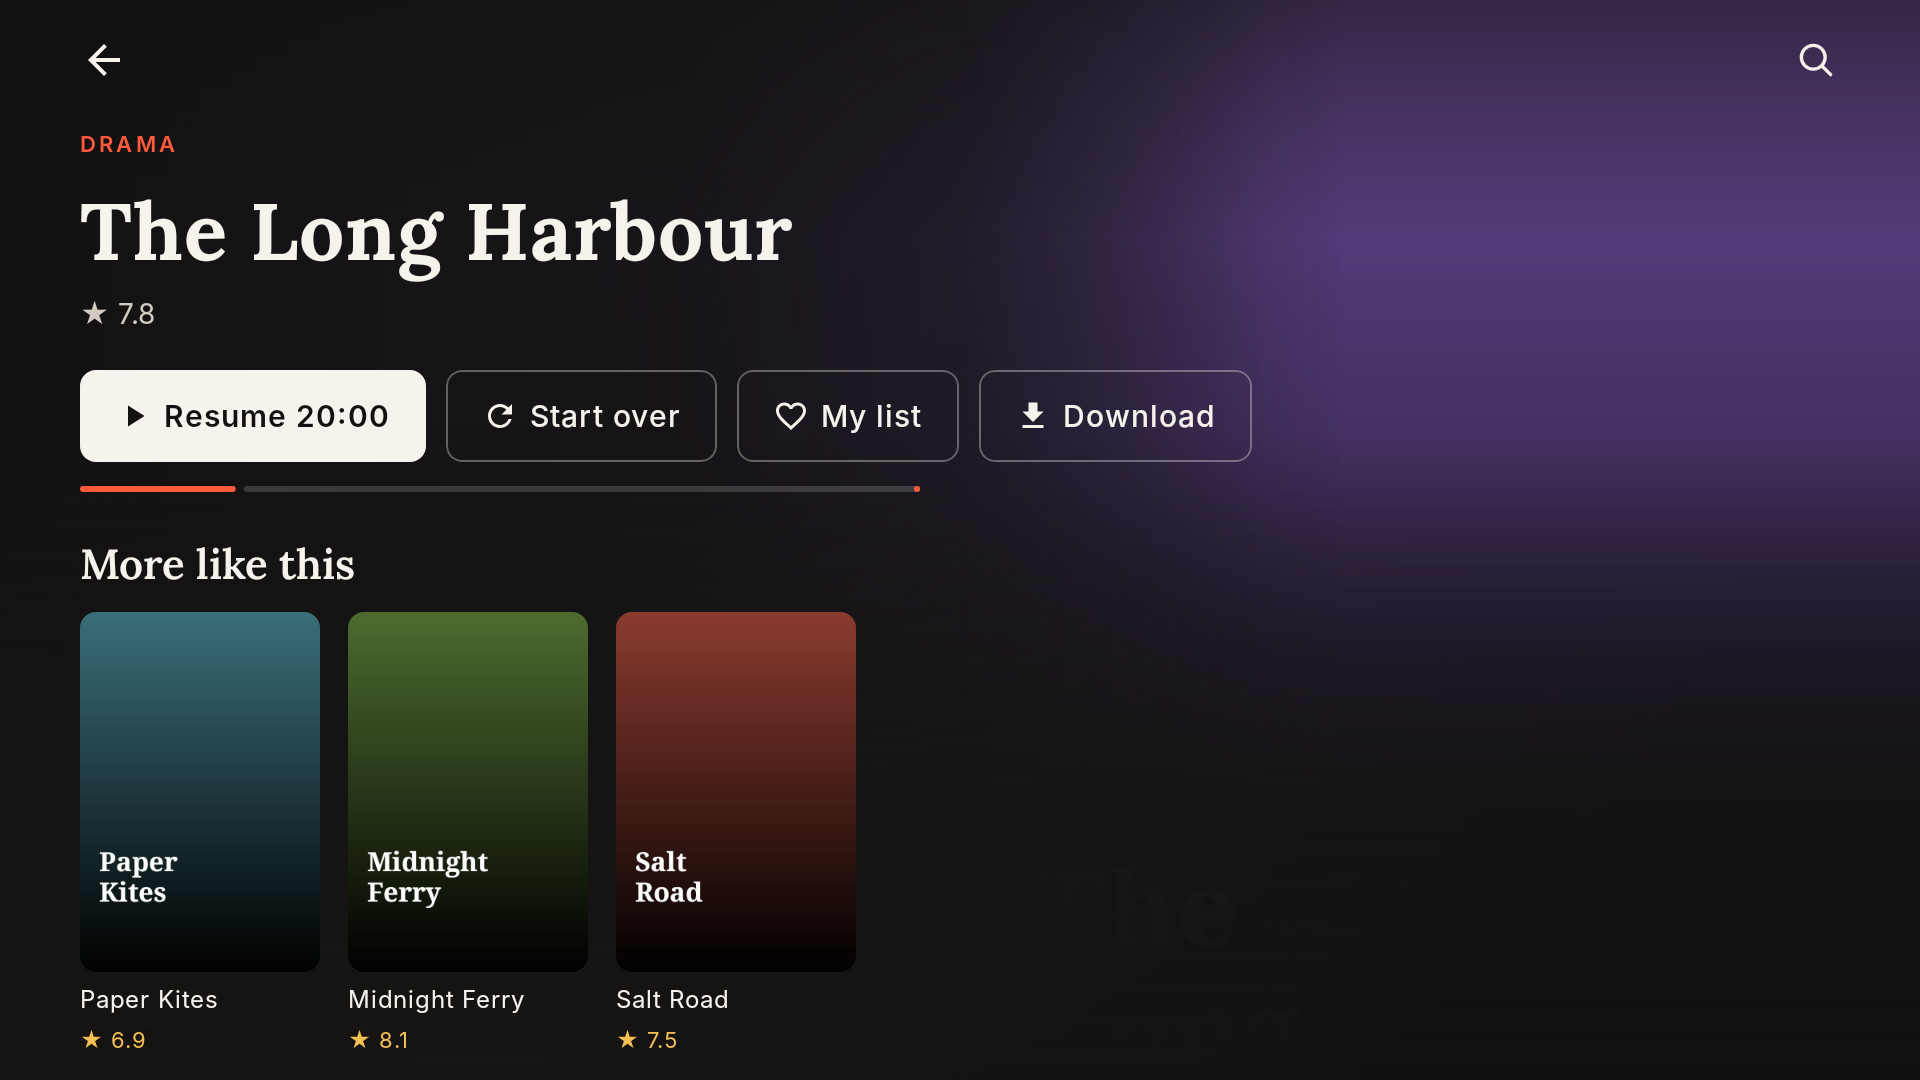 DRAMA
The Long Harbour
★ 7.8
Resume 20:00
Start over
My list
Download
More like this
Paper
Kites
Midnight
Ferry
Salt
Road
Paper Kites
Midnight Ferry
Salt Road
★ 6.9
★ 8.1
★ 7.5
The